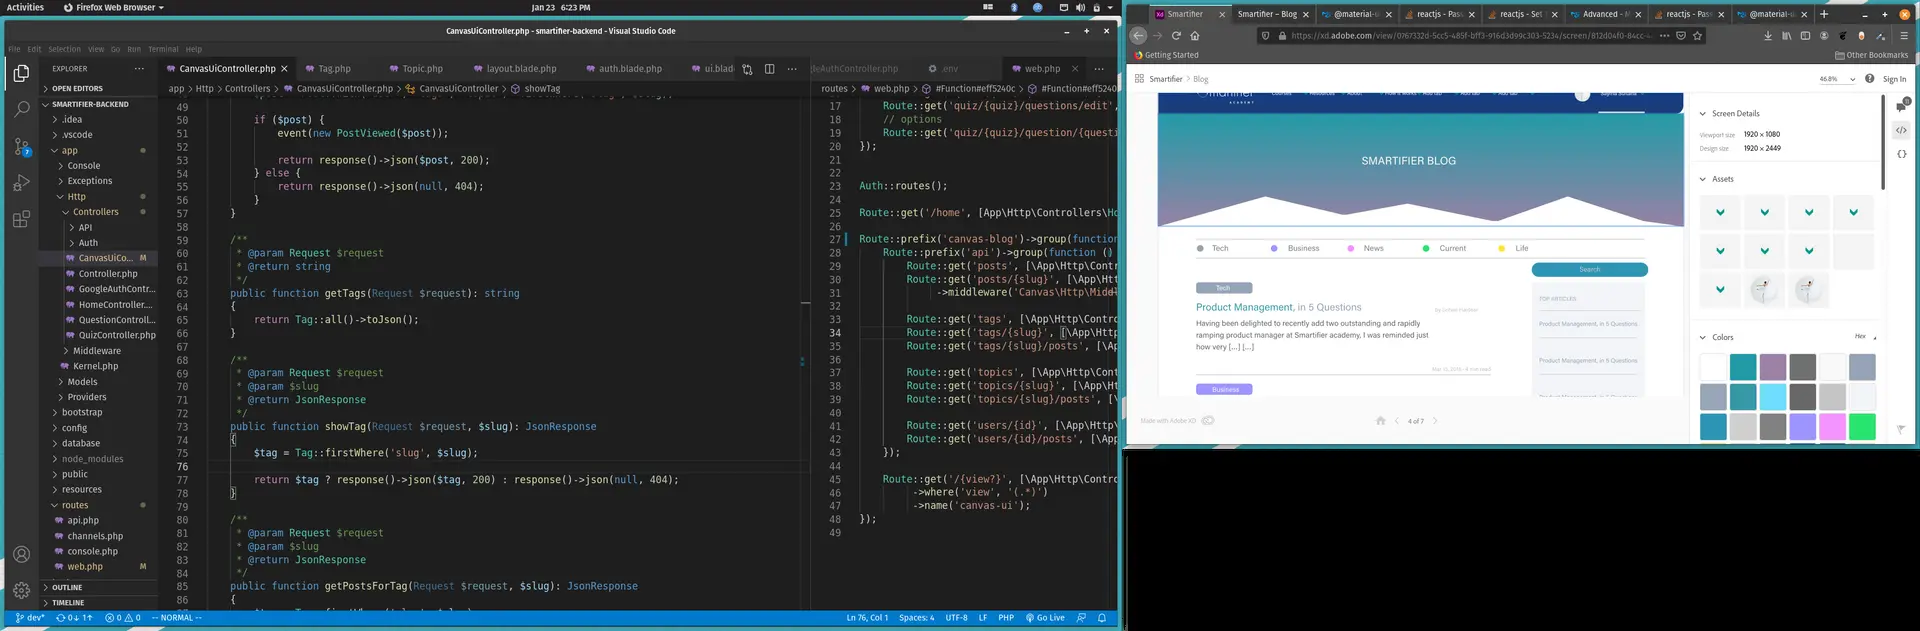 Activities
Firefox Web Browser
Jan 23 6:23 PM
CanvasUiController.php - smartifier-backend - Visual Studio Code
File Edit Selection View Go Run Terminal Help
EXPLORER
OPEN EDITORS
SMARTIFIER-BACKEND
.idea
.vscode
app
Console
Exceptions
Http
Controllers
API
Auth
CanvasUiCo... M
Controller.php
GoogleAuthContr...
HomeController....
QuestionControll...
QuizController.php
Middleware
Kernel.php
Models
Providers
bootstrap
config
database
node_modules
public
resources
routes
api.php
channels.php
console.php
web.php M
OUTLINE
TIMELINE
CanvasUiController.php Tag.php Topic.php layout.blade.php auth.blade.php ui.blad
app > Http > Controllers > CanvasUiController.php > CanvasUiController > showTag
49
50 if ($post) {
51 event(new PostViewed($post));
52
53 return response()->json($post, 200);
54 } else {
55 return response()->json(null, 404);
56 }
57 }
58
59 /**
60 * @param Request $request
61 * @return string
62 */
63 public function getTags(Request $request): string
64 {
65 return Tag::all()->toJson();
66 }
67
68 /**
69 * @param Request $request
70 * @param $slug
71 * @return JsonResponse
72 */
73 public function showTag(Request $request, $slug): JsonResponse
74 {
75 $tag = Tag::firstWhere('slug', $slug);
76
77 return $tag ? response()->json($tag, 200) : response()->json(null, 404);
78 }
79
80 /**
81 * @param Request $request
82 * @param $slug
83 * @return JsonResponse
84 */
85 public function getPostsForTag(Request $request, $slug): JsonResponse
86 {
leAuthController.php .env web.php
routes > web.php > #Function#eff5240c > #Function#eff5240
17 Route::get('quiz/{quiz}/questions/edit',
18 // options
19 Route::get('quiz/{quiz}/question/{questi
20 });
21
22
23 Auth::routes();
24
25 Route::get('/home', [App\Http\Controllers\Ho
26
27 Route::prefix('canvas-blog')->group(function
28 Route::prefix('api')->group(function ()
29 Route::get('posts', [\App\Http\Contr
30 Route::get('posts/{slug}', [\App\Htt
31 ->middleware('Canvas\Http\Middl
32
33 Route::get('tags', [\App\Http\Contro
34 Route::get('tags/{slug}', [\App\Http
35 Route::get('tags/{slug}/posts', [\Ap
36
37 Route::get('topics', [\App\Http\Cont
38 Route::get('topics/{slug}', [\App\Ht
39 Route::get('topics/{slug}/posts', [\
40
41 Route::get('users/{id}', [\App\Http\
42 Route::get('users/{id}/posts', [\App
43 });
44
45 Route::get('/{view?}', [\App\Http\Contro
46 ->where('view', '(.*)')
47 ->name('canvas-ui');
48 });
49
dev* 0↓ 1↑ 0 0 -- NORMAL --
Ln 76, Col 1 Spaces: 4 UTF-8 LF PHP Go Live
Smartifier Smartifier – Blog @material-u reactjs - Pas reactjs - Set Advanced - M reactjs - Pas @material-u
Getting Started
Other Bookmarks
Smartifier > Blog
46.8%
Sign In
ACADEMY
SMARTIFIER BLOG
Tech Business News Current Life
Search
Tech
Product Management, in 5 Questions
Having been delighted to recently add two outstanding and rapidly
ramping product manager at Smartifier academy, I was reminded just
how very [...] [...]
Business
TOP ARTICLES
Product Management, in 5 Questions
Product Management, in 5 Questions
Made with Adobe XD
4 of 7
Screen Details
Viewport size 1920 × 1080
Design size 1920 × 2449
Assets
Colors
Hex